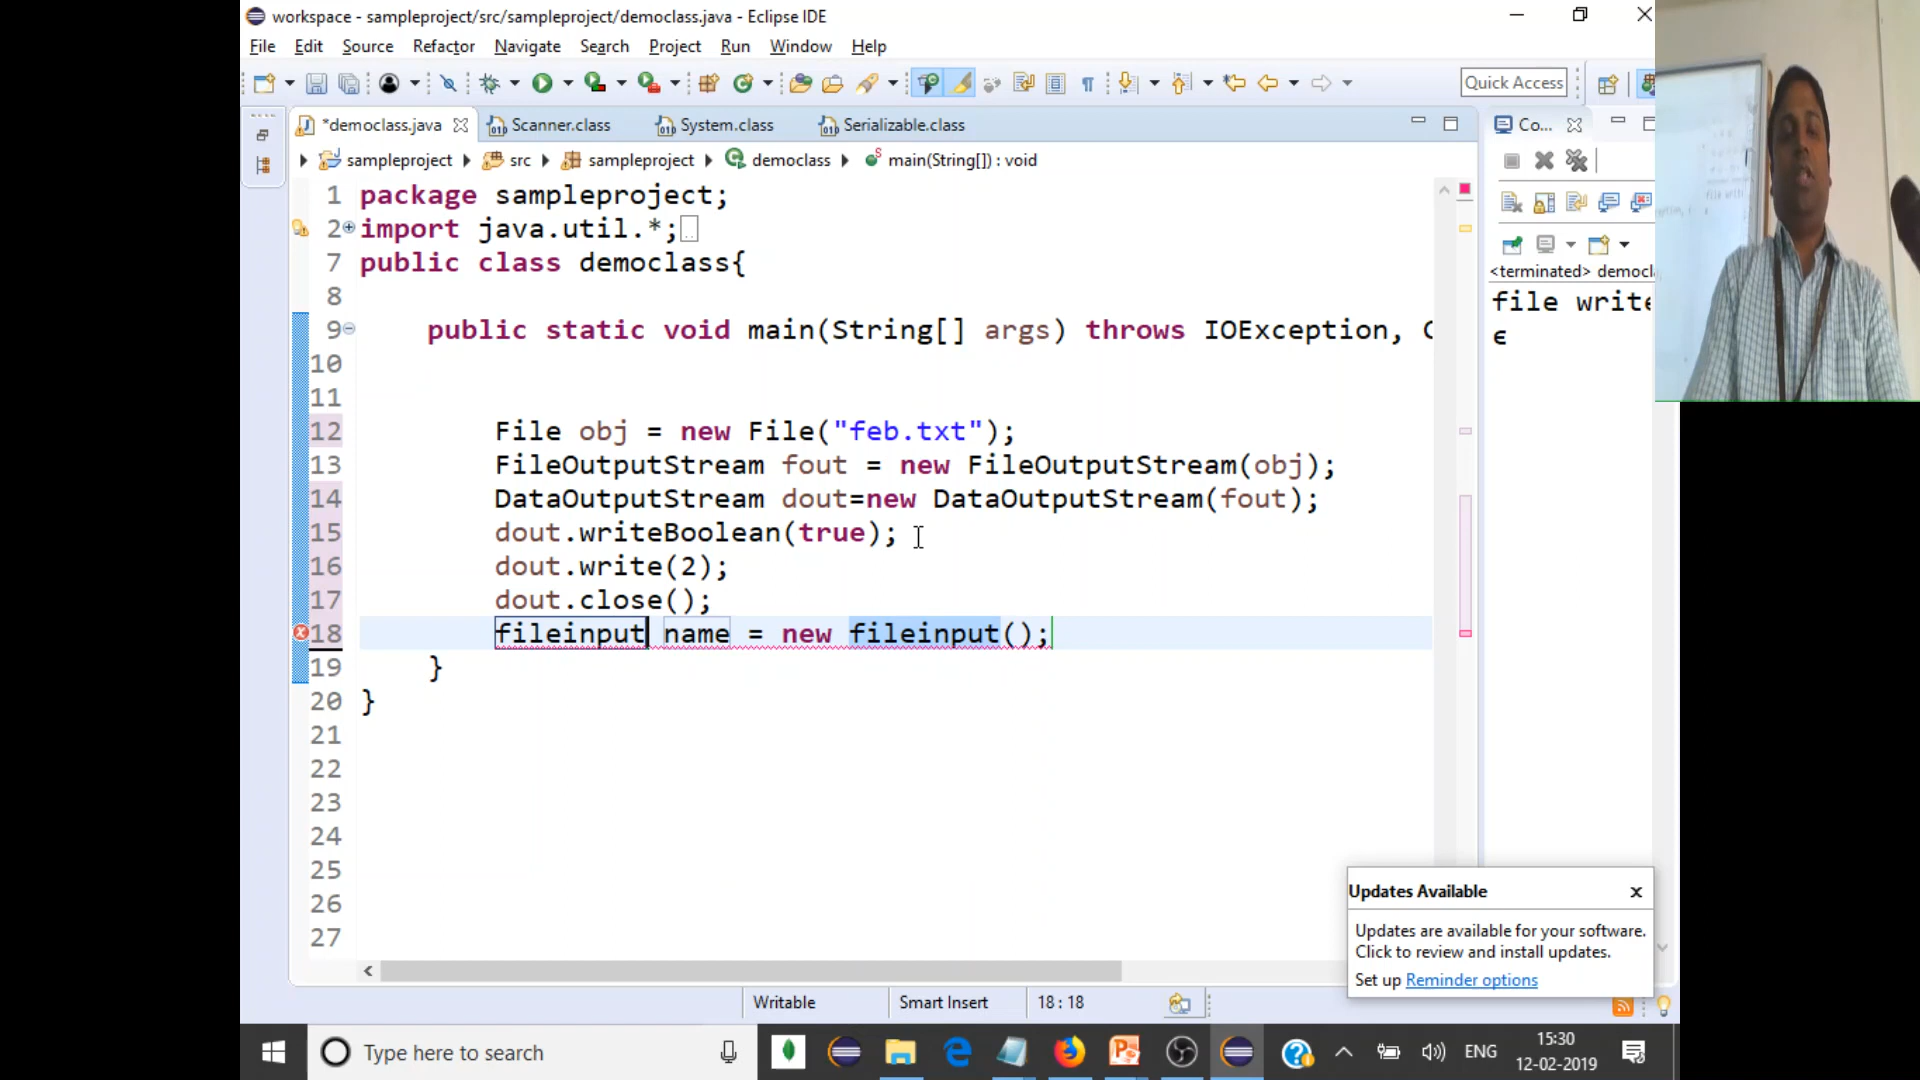 workspace - sampleproject/src/sampleproject/democlass.java - Eclipse IDE
File Edit Source Refactor Navigate Search Project Run Window Help
Quick Access
*democlass.java Scanner.class System.class Serializable.class Co...
sampleproject src sampleproject democlass main(String[]) : void
1 package sampleproject;
2 import java.util.*;
7 public class democlass{
8
9 public static void main(String[] args) throws IOException, C
10
11
12 File obj = new File("feb.txt");
13 FileOutputStream fout = new FileOutputStream(obj);
14 DataOutputStream dout=new DataOutputStream(fout);
15 dout.writeBoolean(true);
16 dout.write(2);
17 dout.close();
18 fileinput name = new fileinput();
19 }
20 }
21
22
23
24
25
26
27
<terminated> democl
file write
Updates Available
Updates are available for your software.
Click to review and install updates.
Set up Reminder options
Writable Smart Insert 18 : 18
Type here to search
ENG
15:30
12-02-2019